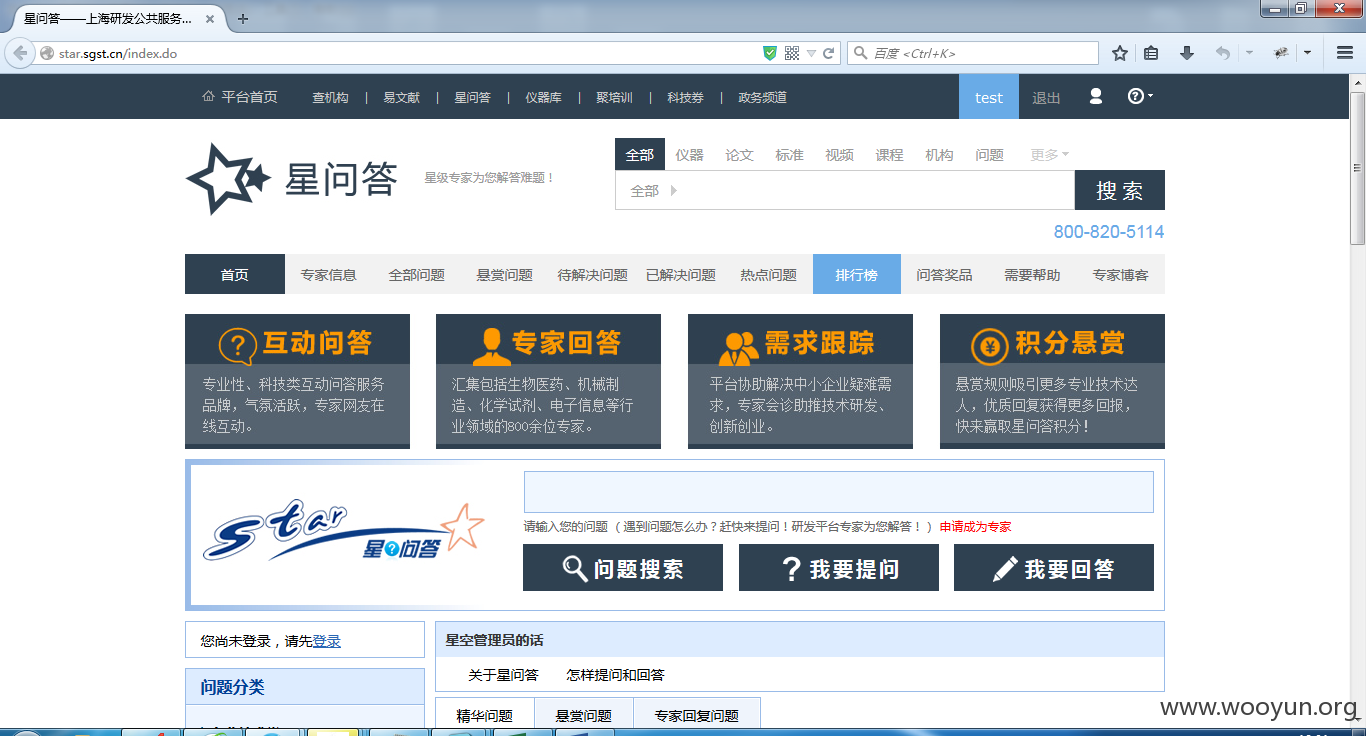 星问答——上海研发公共服务...
star.sgst.cn/index.do
百度 <Ctrl+K>
平台首页 查机构 | 易文献 | 星问答 | 仪器库 | 聚培训 | 科技券 | 政务频道 test 退出
星问答 星级专家为您解答难题！
全部 仪器 论文 标准 视频 课程 机构 问题 更多
全部 搜 索
800-820-5114
首页 专家信息 全部问题 悬赏问题 待解决问题 已解决问题 热点问题 排行榜 问答奖品 需要帮助 专家博客
互动问答
专业性、科技类互动问答服务
品牌，气氛活跃，专家网友在
线互动。
专家回答
汇集包括生物医药、机械制
造、化学试剂、电子信息等行
业领域的800余位专家。
需求跟踪
平台协助解决中小企业疑难需
求，专家会诊助推技术研发、
创新创业。
积分悬赏
悬赏规则吸引更多专业技术达
人，优质回复获得更多回报，
快来赢取星问答积分！
Star
星?问答
请输入您的问题 （ 遇到问题怎么办？赶快来提问！研发平台专家为您解答！ ） 申请成为专家
问题搜索 我要提问 我要回答
您尚未登录，请先登录
问题分类
星空管理员的话
关于星问答 怎样提问和回答
精华问题 悬赏问题 专家回复问题
www.wooyun.org